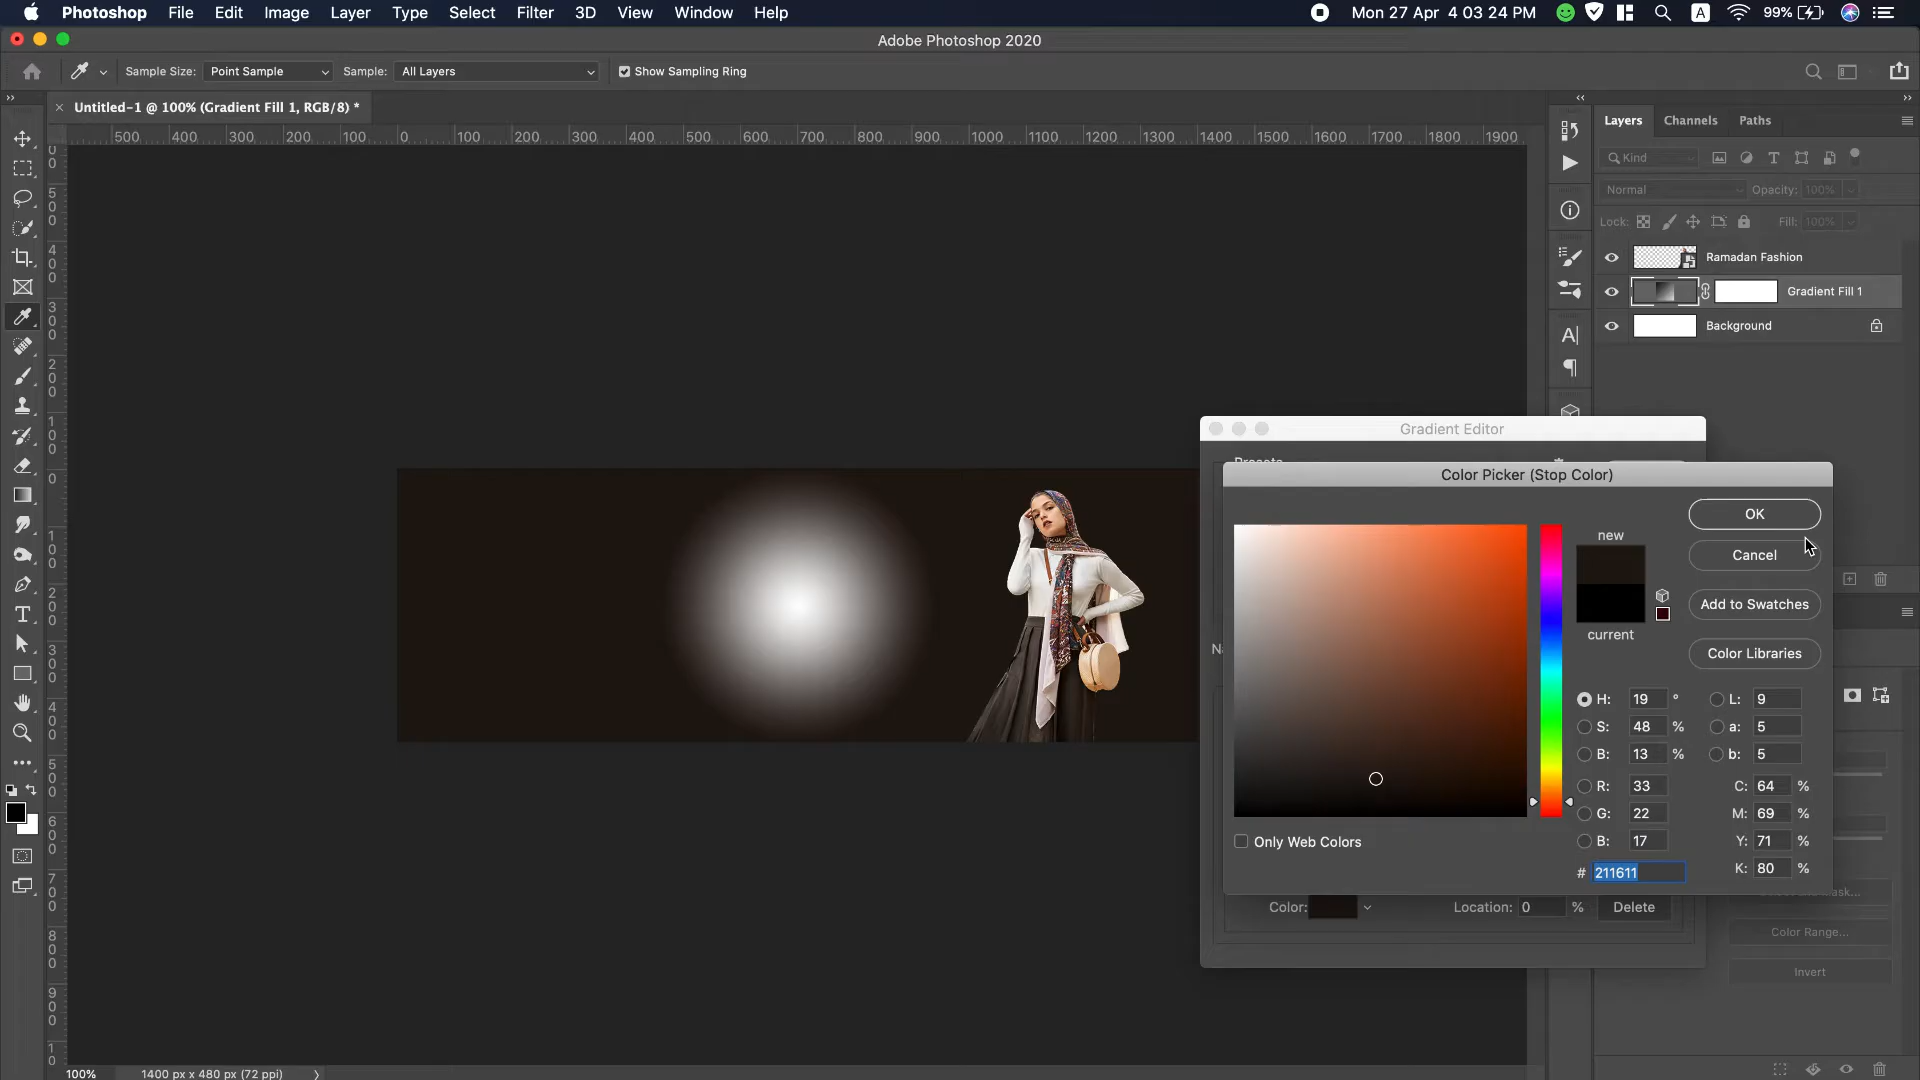 Photoshop File Edit Image Layer Type Select Filter 3D View Window Help Mon 27 Apr 4 03 24 PM A 99%
Adobe Photoshop 2020
Sample Size: Point Sample Sample: All Layers Show Sampling Ring
Untitled-1 @ 100% (Gradient Fill 1, RGB/8) *
500 400 300 200 100 0 100 200 300 400 500 600 700 800 900 1000 1100 1200 1300 1400 1500 1600 1700 1800 1900
Layers Channels Paths
Kind
Normal Opacity: 100%
Lock: Fill: 100%
Ramadan Fashion
Gradient Fill 1
Background
Gradient Editor
Presets
Color Picker (Stop Color)
new
current
OK
Cancel
Add to Swatches
Color Libraries
H: 19 ° L: 9
S: 48 % a: 5
B: 13 % b: 5
R: 33 C: 64 %
G: 22 M: 69 %
B: 17 Y: 71 %
# 211611 K: 80 %
Only Web Colors
Color: Location: 0 % Delete
Color Range...
Invert
100% 1400 px x 480 px (72 ppi)